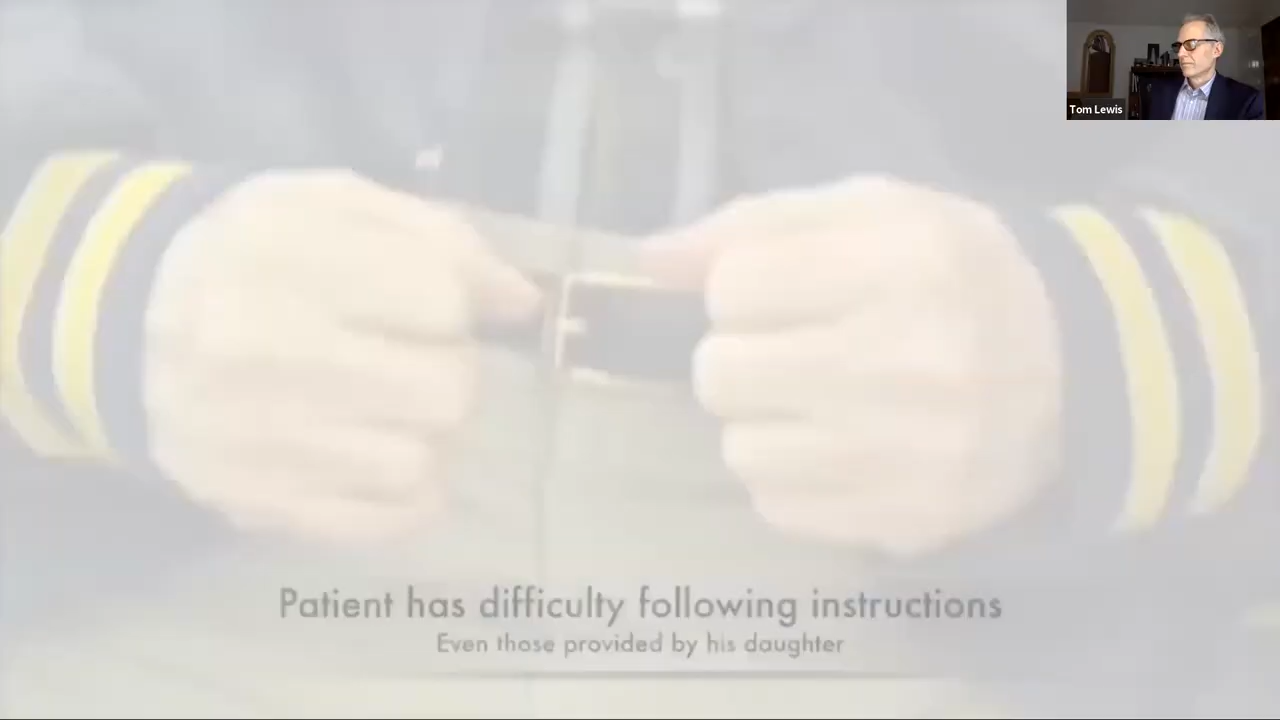 Tom Lewis
Patient has difficulty following instructions
Even those provided by his daughter